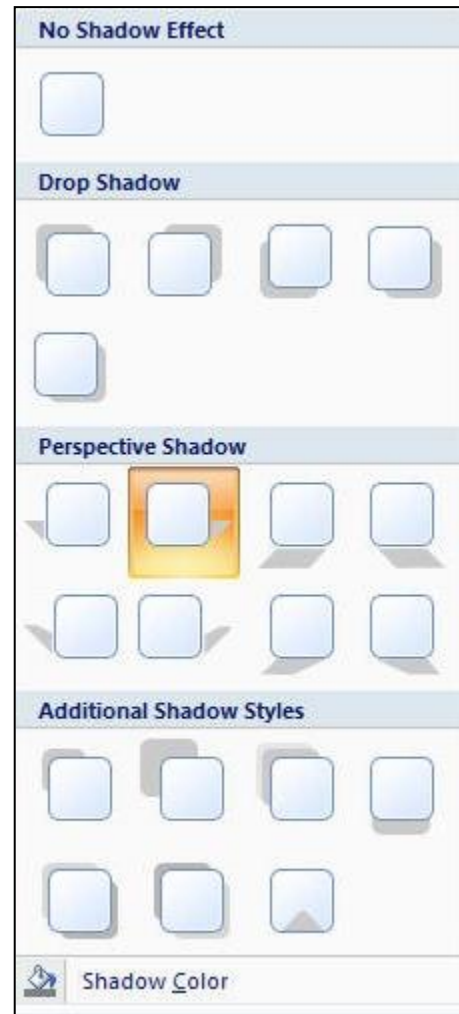 No Shadow Effect
Drop Shadow
Perspective Shadow
Additional Shadow Styles
Shadow Color